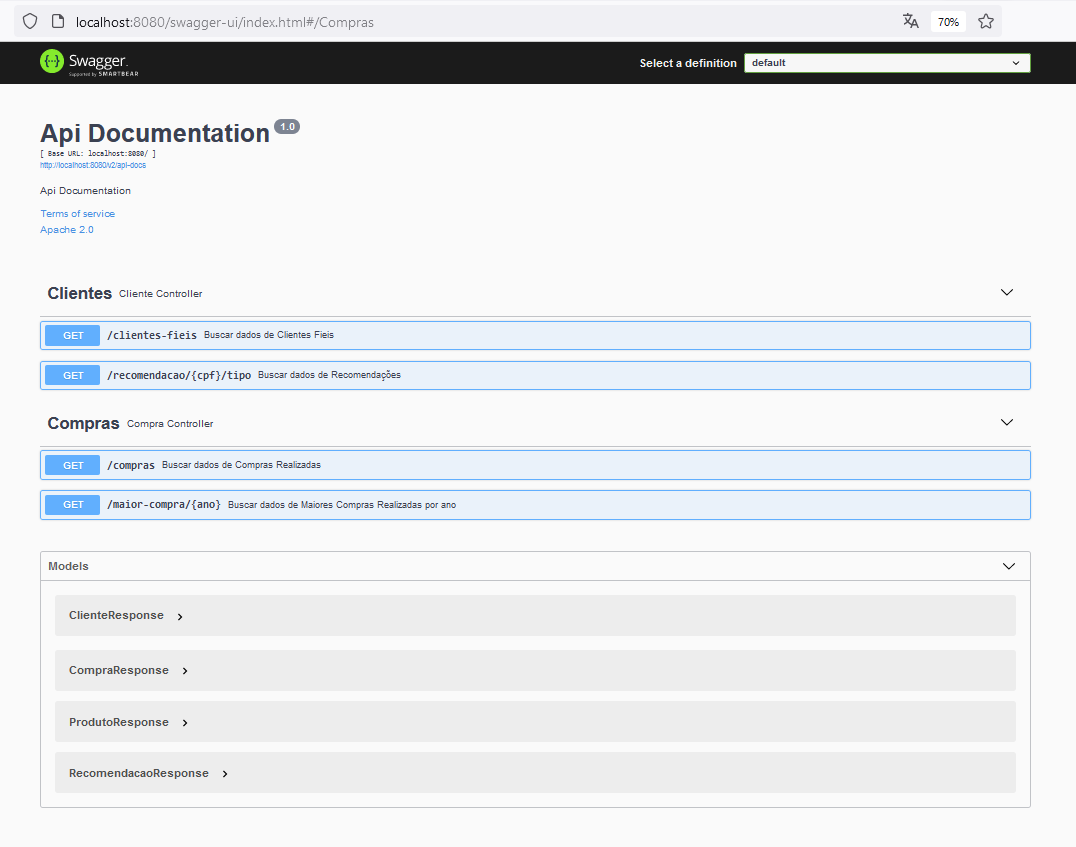 localhost:8080/swagger-ui/index.html#/Compras 70%
Swagger. Supported by SMARTBEAR Select a definition default
Api Documentation 1.0
[ Base URL: localhost:8080/ ]
http://localhost:8080/v2/api-docs
Api Documentation
Terms of service
Apache 2.0
Clientes Cliente Controller
GET /clientes-fieis Buscar dados de Clientes Fieis
GET /recomendacao/{cpf}/tipo Buscar dados de Recomendações
Compras Compra Controller
GET /compras Buscar dados de Compras Realizadas
GET /maior-compra/{ano} Buscar dados de Maiores Compras Realizadas por ano
Models
ClienteResponse
CompraResponse
ProdutoResponse
RecomendacaoResponse